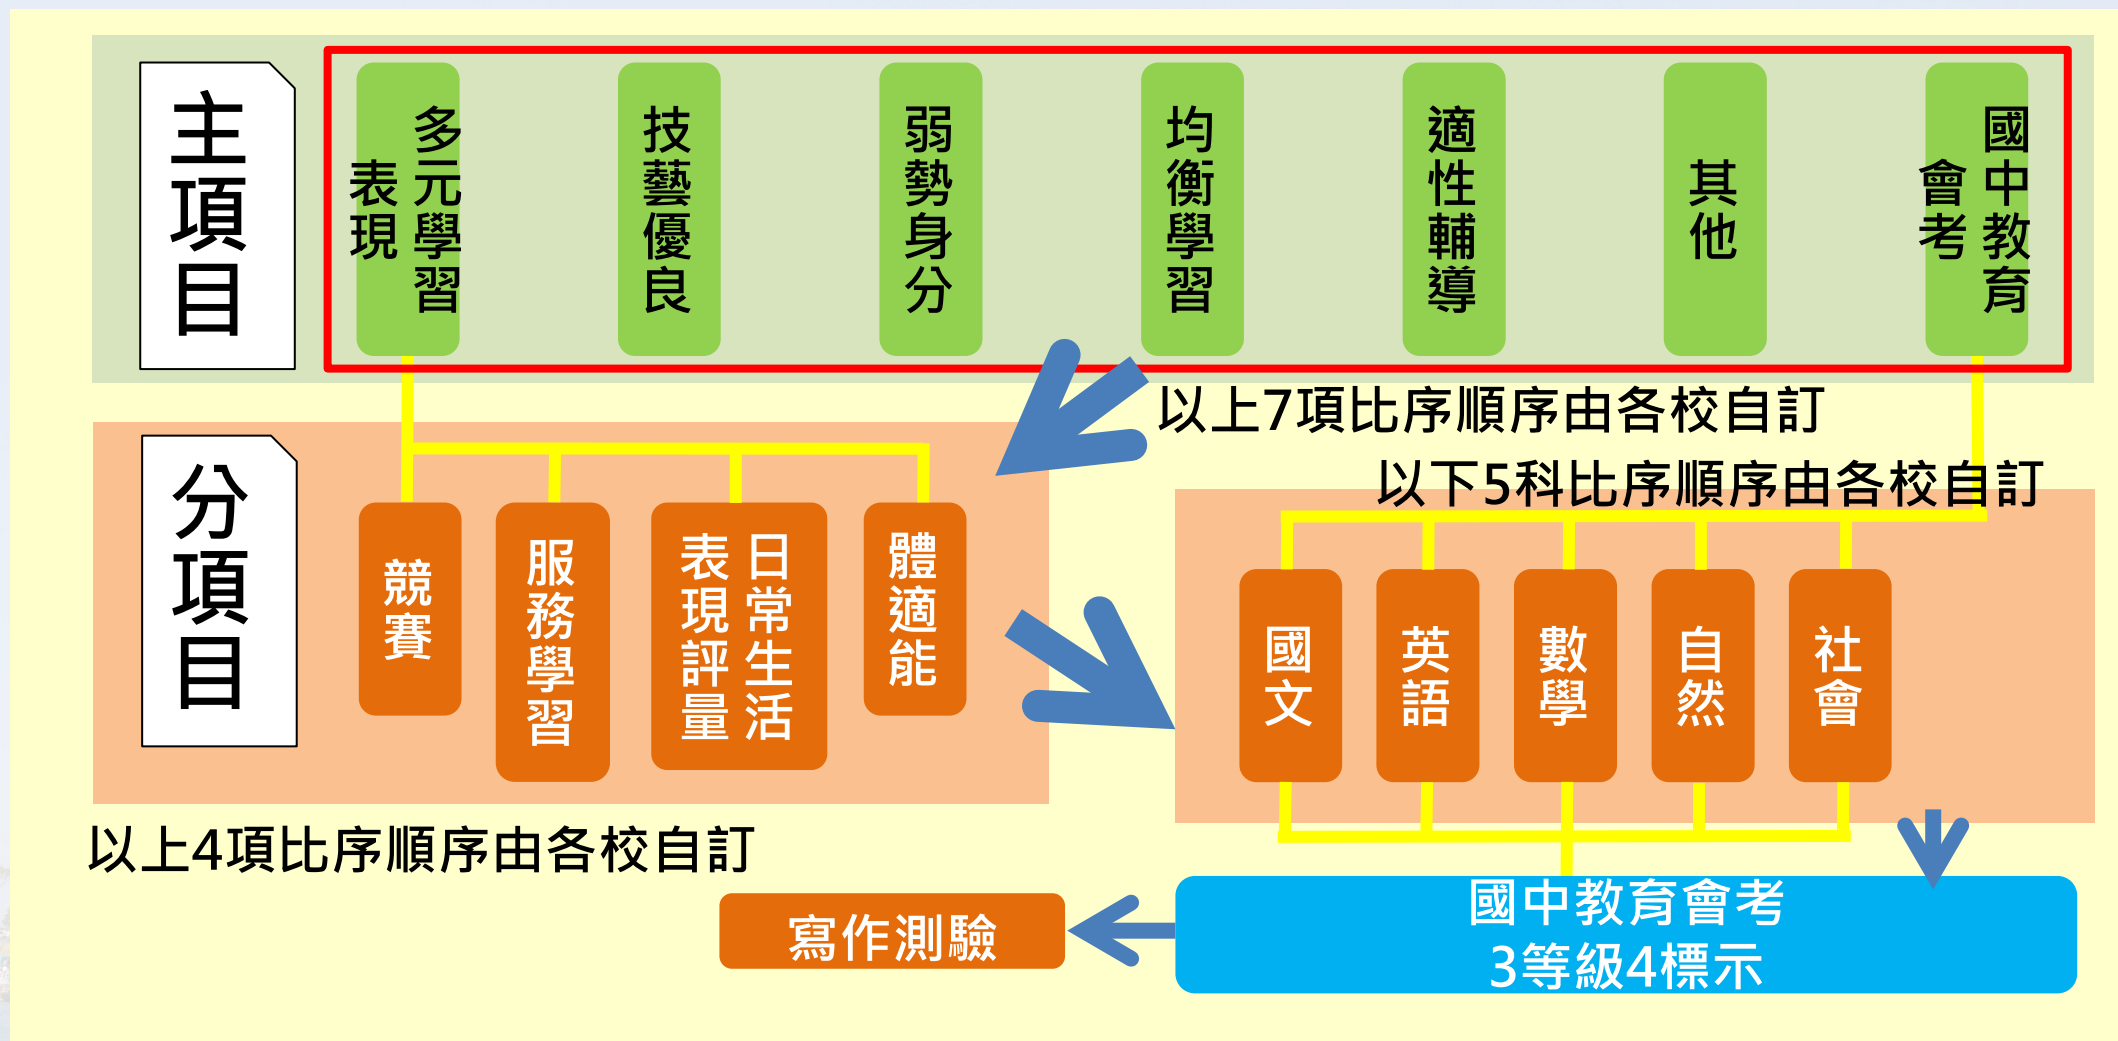 主項目
多元學習
表現
技藝優良
弱勢身分
均衡學習
適性輔導
其他
國中教育
會考
以上7項比序順序由各校自訂
分項目
競賽
服務學習
日常生活
表現評量
體適能
以上4項比序順序由各校自訂
以下5科比序順序由各校自訂
國文
英語
數學
自然
社會
國中教育會考
3等級4標示
寫作測驗